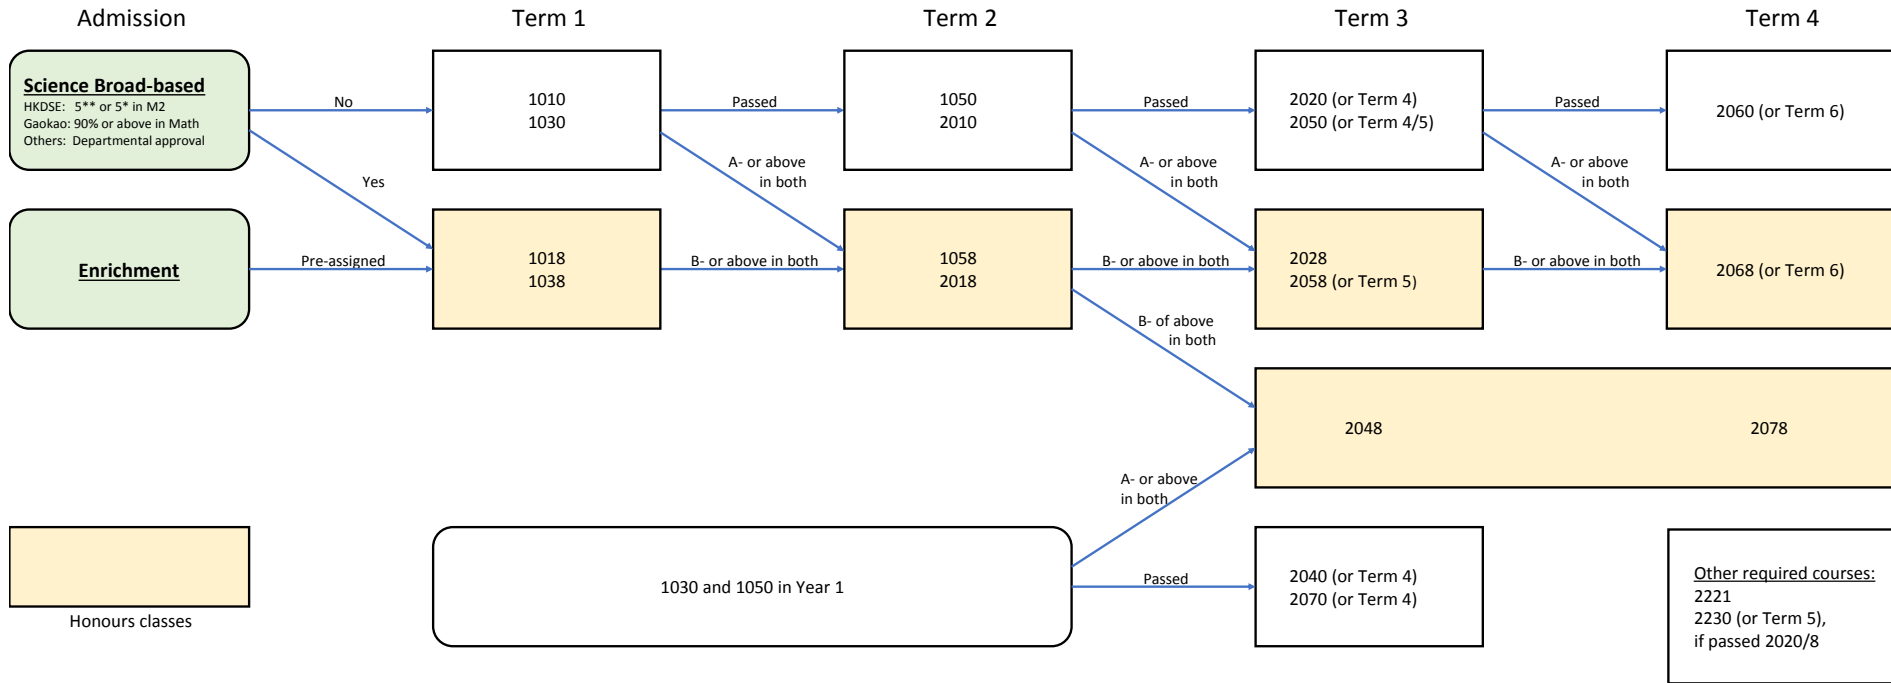 Admission
Term 1
Term 2
Term 3
Term 4
Science Broad-based
HKDSE: 5** or 5* in M2
Gaokao: 90% or above in Math
Others: Departmental approval
No
1010
1030
Passed
1050
2010
Passed
2020 (or Term 4)
2050 (or Term 4/5)
Passed
2060 (or Term 6)
Yes
A- or above
in both
A- or above
in both
A- or above
in both
Enrichment
Pre-assigned
1018
1038
B- or above in both
1058
2018
B- or above in both
2028
2058 (or Term 5)
B- or above in both
2068 (or Term 6)
B- of above
in both
2048
2078
A- or above
in both
Honours classes
1030 and 1050 in Year 1
Passed
2040 (or Term 4)
2070 (or Term 4)
Other required courses:
2221
2230 (or Term 5),
if passed 2020/8